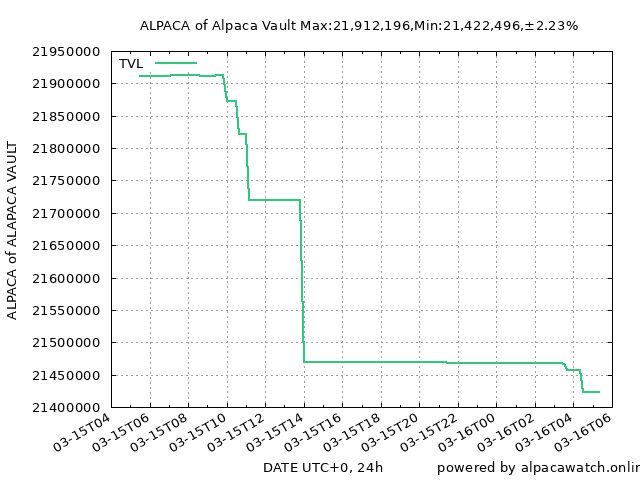 ALPACA of Alpaca Vault Max:21,912,196,Min:21,422,496,±2.23%
TVL
21950000
21900000
21850000
21800000
21750000
21700000
21650000
21600000
21550000
21500000
21450000
21400000
ALPACA of ALAPACA VAULT
03-15T04
03-15T06
03-15T08
03-15T10
03-15T12
03-15T14
03-15T16
03-15T18
03-15T20
03-15T22
03-16T00
03-16T02
03-16T04
03-16T06
DATE UTC+0, 24h
powered by alpacawatch.onlin